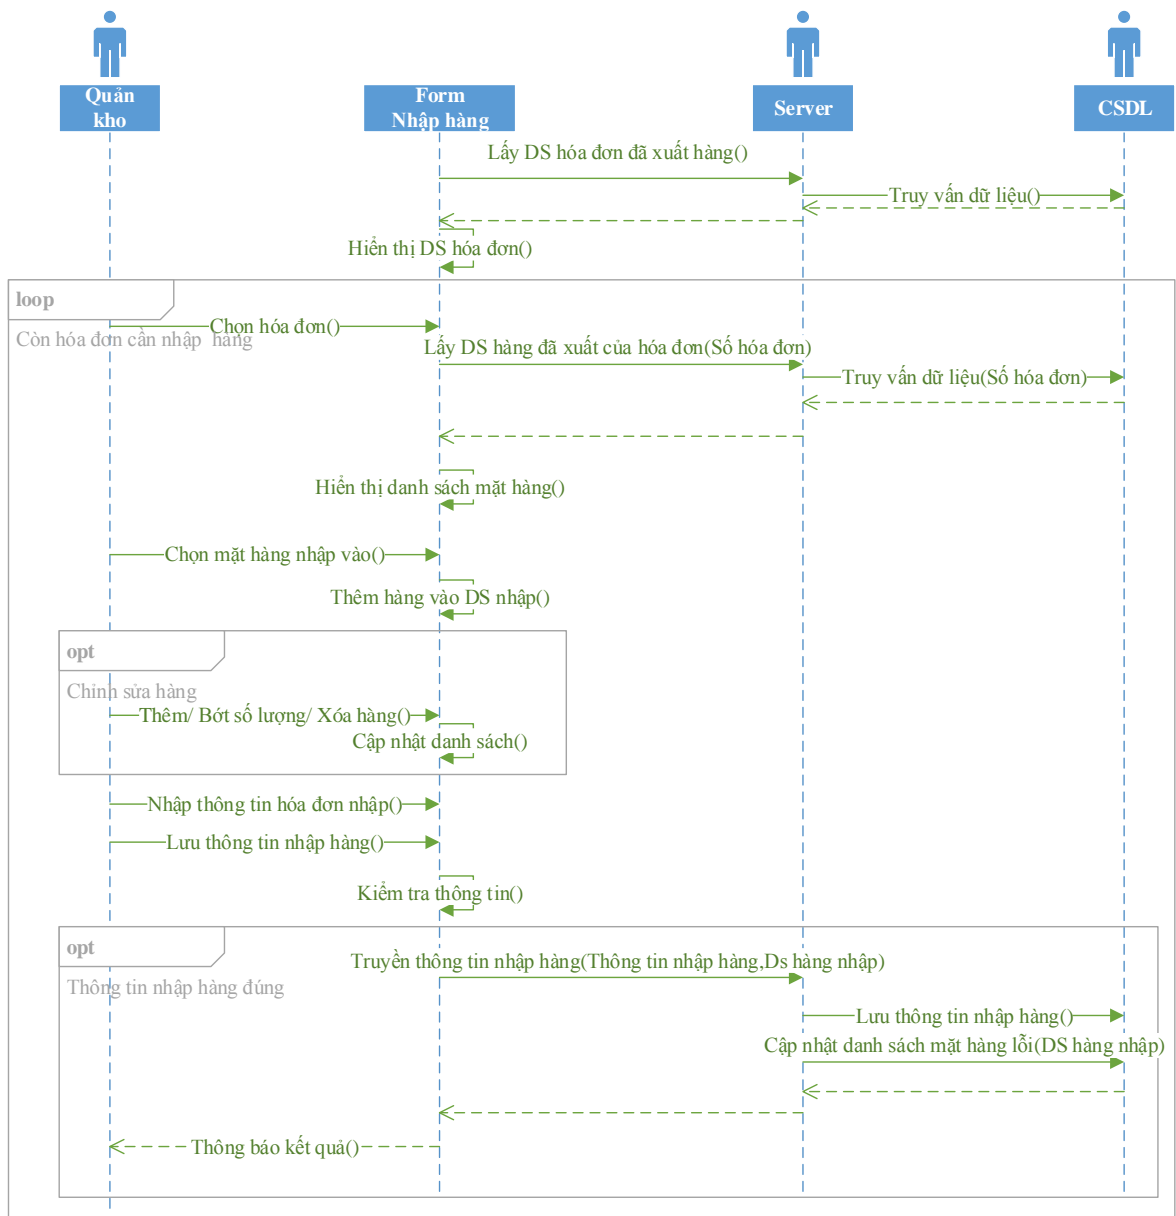 Quản
kho
Form
Nhập hàng
Server
CSDL
Lấy DS hóa đơn đã xuất hàng()
Truy vấn dữ liệu()
Hiển thị DS hóa đơn()
loop
Còn hóa đơn cần nhập  hàng
Chọn hóa đơn()
Lấy DS hàng đã xuất của hóa đơn(Số hóa đơn)
Truy vấn dữ liệu(Số hóa đơn)
Hiển thị danh sách mặt hàng()
Chọn mặt hàng nhập vào()
Thêm hàng vào DS nhập()
opt
Chỉnh sửa hàng
Thêm/ Bớt số lượng/ Xóa hàng()
Cập nhật danh sách()
Nhập thông tin hóa đơn nhập()
Lưu thông tin nhập hàng()
Kiểm tra thông tin()
opt
Thông tin nhập hàng đúng
Truyền thông tin nhập hàng(Thông tin nhập hàng,Ds hàng nhập)
Lưu thông tin nhập hàng()
Cập nhật danh sách mặt hàng lỗi(DS hàng nhập)
Thông báo kết quả()